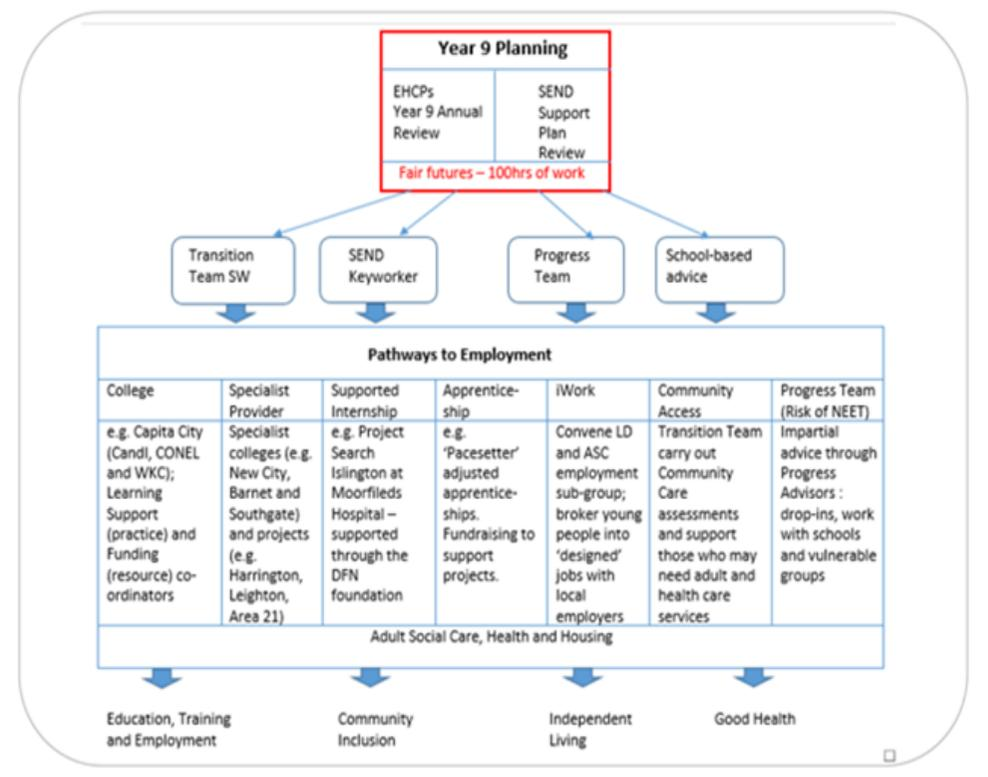 Year 9 Planning
EHCPs
Year 9 Annual
Review
SEND
Support
Plan
Review
Fair futures – 100hrs of work
Transition
Team SW
SEND
Keyworker
Progress
Team
School-based
advice
Pathways to Employment
College
Specialist
Provider
Supported
Internship
Apprentice-
ship
iWork
Community
Access
Progress Team
(Risk of NEET)
e.g. Capita City
(CandI, CONEL
and WKC);
Learning
Support
(practice) and
Funding
(resource) co-
ordinators
Specialist
colleges (e.g.
New City,
Barnet and
Southgate)
and projects
(e.g.
Harrington,
Leighton,
Area 21)
e.g. Project
Search
Islington at
Moorfileds
Hospital –
supported
through the
DFN
foundation
e.g.
‘Pacesetter’
adjusted
apprentice-
ships.
Fundraising to
support
projects.
Convene LD
and ASC
employment
sub-group;
broker young
people into
‘designed’
jobs with
local
employers
Transition Team
carry out
Community
Care
assessments
and support
those who may
need adult and
health care
services
Impartial
advice through
Progress
Advisors :
drop-ins, work
with schools
and vulnerable
groups
Adult Social Care, Health and Housing
Education, Training
and Employment
Community
Inclusion
Independent
Living
Good Health